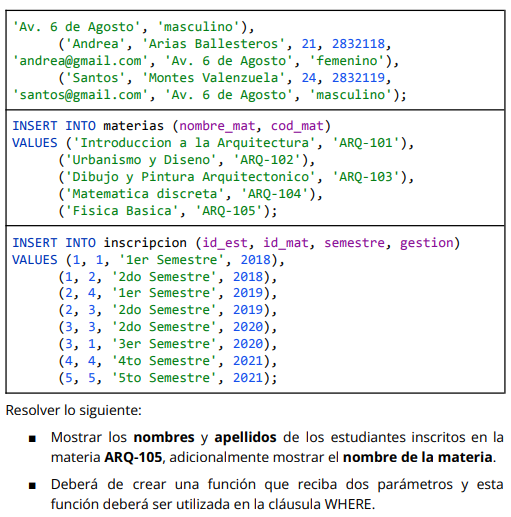 'Av. 6 de Agosto', 'masculino'),
('Andrea', 'Arias Ballesteros', 21, 2832118,
'andrea@gmail.com', 'Av. 6 de Agosto', 'femenino'),
('Santos', 'Montes Valenzuela', 24, 2832119,
'santos@gmail.com', 'Av. 6 de Agosto', 'masculino');
INSERT INTO materias (nombre_mat, cod_mat)
VALUES ('Introduccion a la Arquitectura', 'ARQ-101'),
('Urbanismo y Diseno', 'ARQ-102'),
('Dibujo y Pintura Arquitectonico', 'ARQ-103'),
('Matematica discreta', 'ARQ-104'),
('Fisica Basica', 'ARQ-105');
INSERT INTO inscripcion (id_est, id_mat, semestre, gestion)
VALUES (1, 1, '1er Semestre', 2018),
(1, 2, '2do Semestre', 2018),
(2, 4, '1er Semestre', 2019),
(2, 3, '2do Semestre', 2019),
(3, 3, '2do Semestre', 2020),
(3, 1, '3er Semestre', 2020),
(4, 4, '4to Semestre', 2021),
(5, 5, '5to Semestre', 2021);
Resolver lo siguiente:
▪ Mostrar los nombres y apellidos de los estudiantes inscritos en la
materia ARQ-105, adicionalmente mostrar el nombre de la materia.
▪ Deberá de crear una función que reciba dos parámetros y esta
función deberá ser utilizada en la cláusula WHERE.